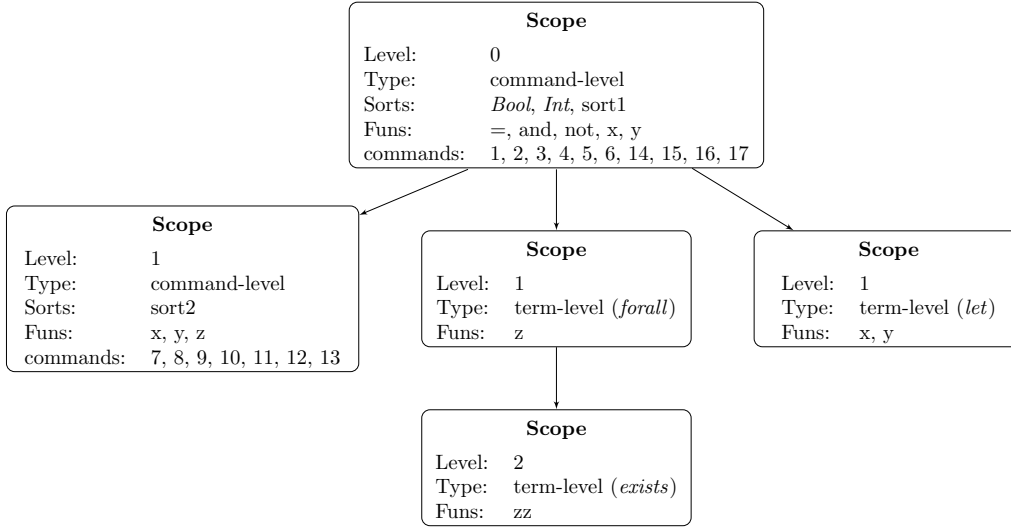 Scope
Level: 0
Type: command-level
Sorts: Bool, Int, sort1
Funs: =, and, not, x, y
commands: 1, 2, 3, 4, 5, 6, 14, 15, 16, 17
Scope
Level: 1
Type: command-level
Sorts: sort2
Funs: x, y, z
commands: 7, 8, 9, 10, 11, 12, 13
Scope
Level: 1
Type: term-level (forall)
Funs: z
Scope
Level: 1
Type: term-level (let)
Funs: x, y
Scope
Level: 2
Type: term-level (exists)
Funs: zz